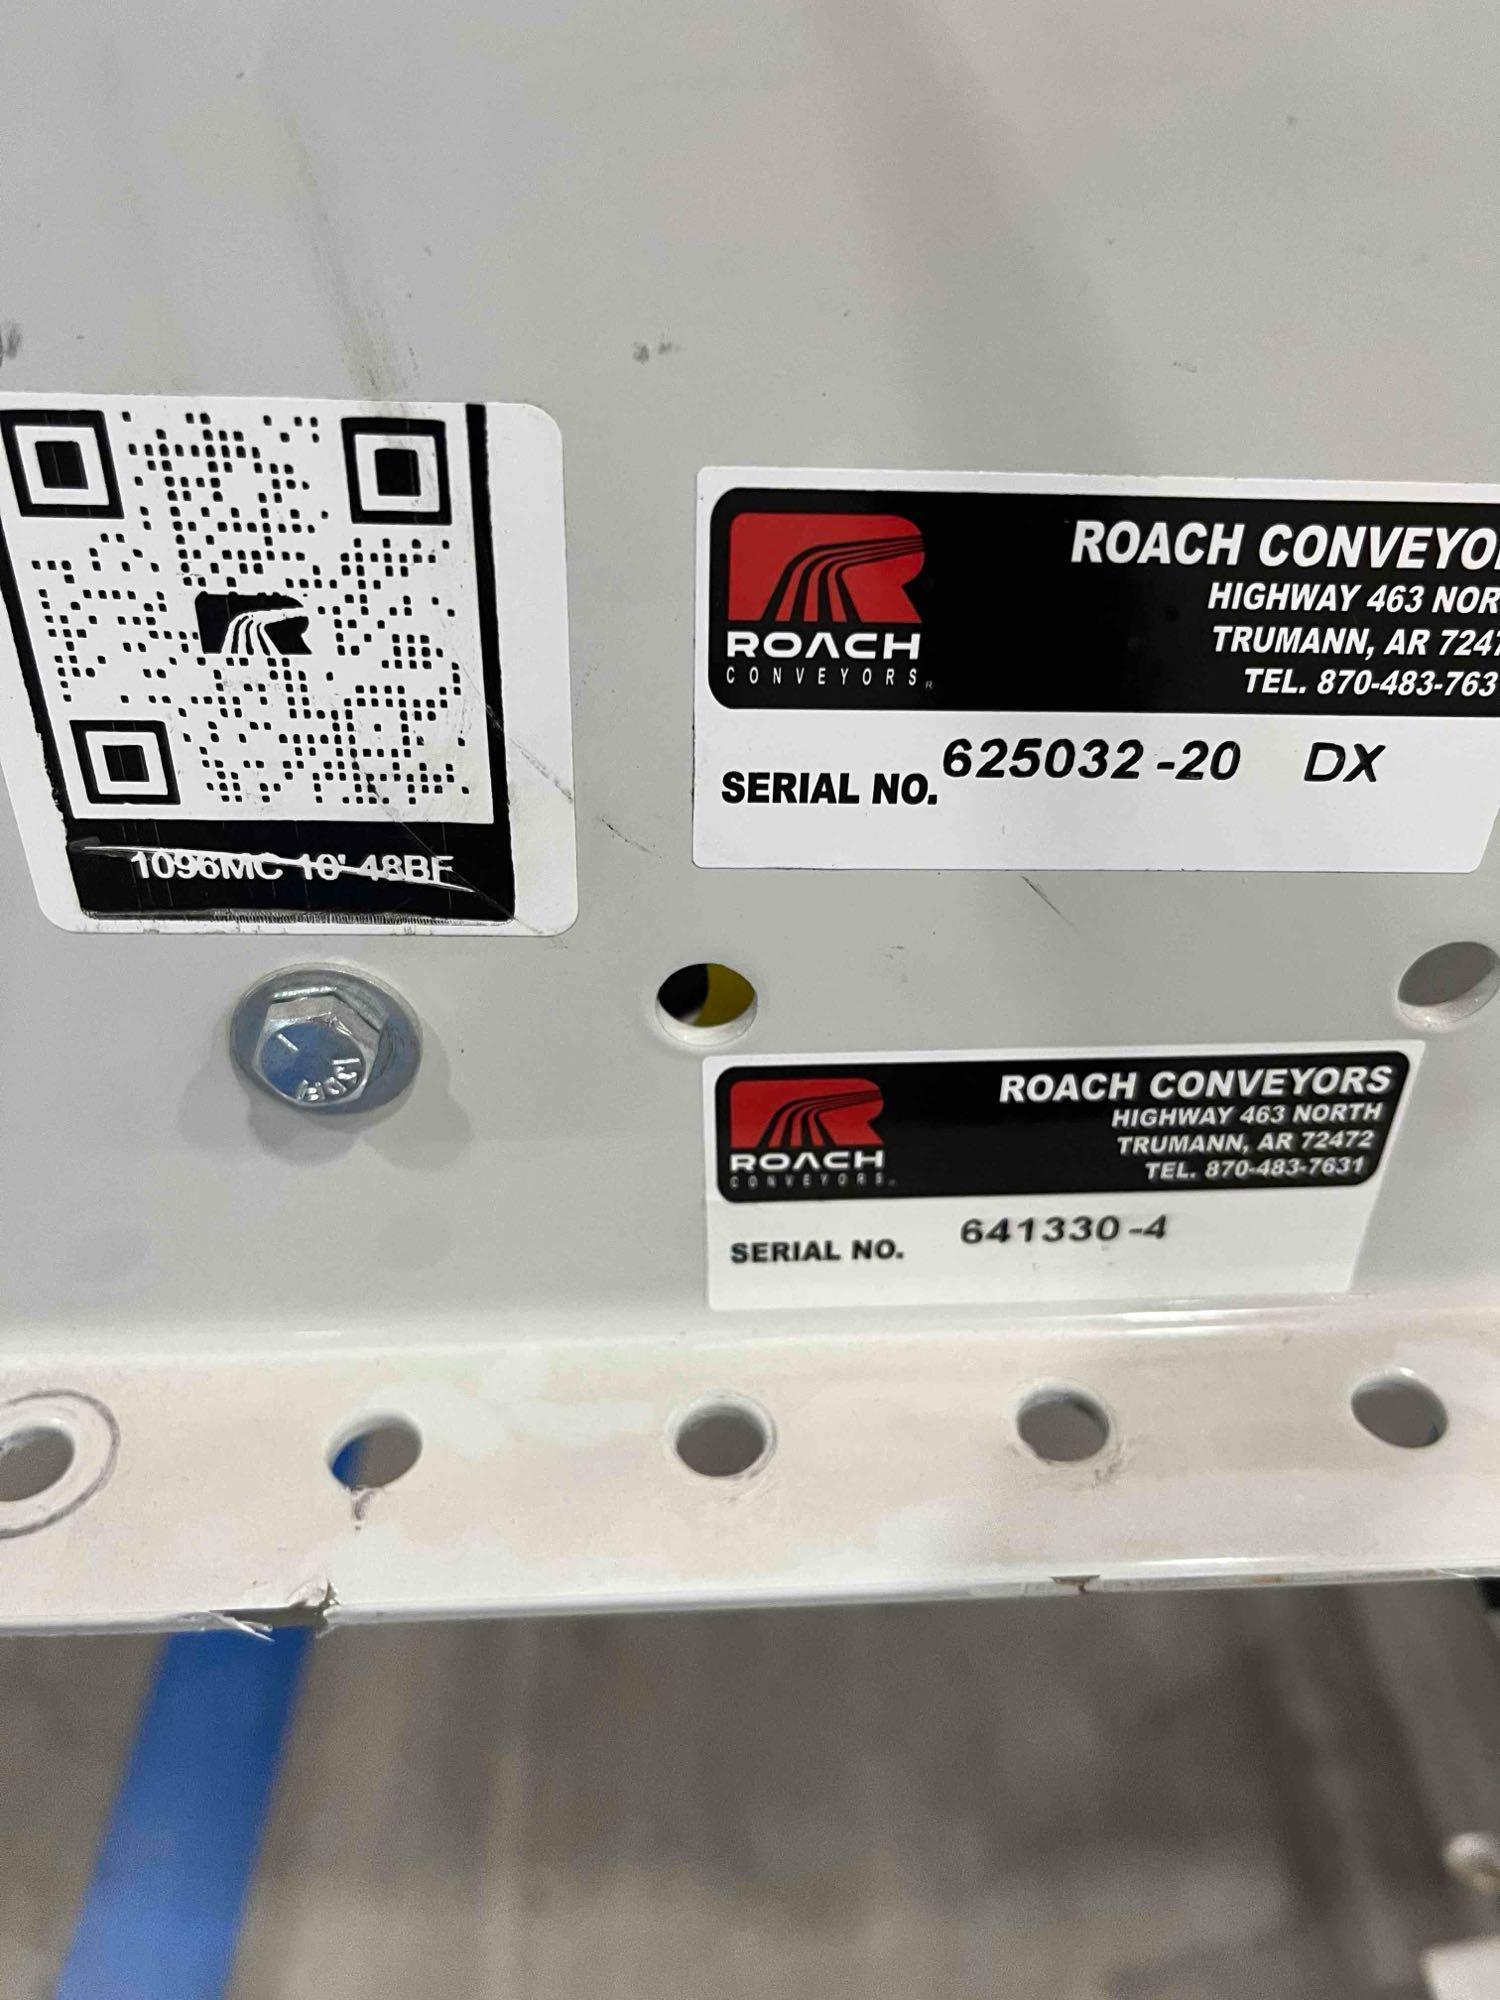 1096MC 10' 48BF
ROACH
CONVEYORS
ROACH CONVEYO
HIGHWAY 463 NOR
TRUMANN, AR 7247
TEL. 870-483-763
SERIAL NO. 625032-20 DX
ROACH
CONVEYORS
ROACH CONVEYORS
HIGHWAY 463 NORTH
TRUMANN, AR 72472
TEL. 870-483-7631
SERIAL NO. 641330-4